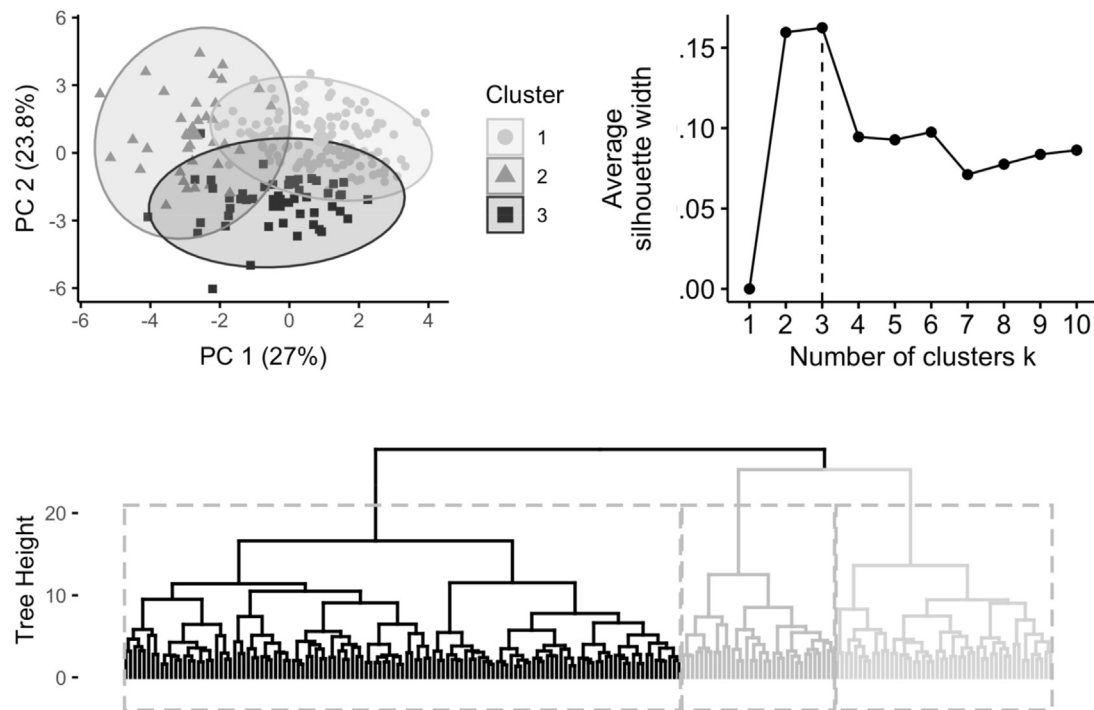 6
3
0
-3
-6
PC 2 (23.8%)
-6 -4 -2 0 2 4
PC 1 (27%)
Cluster
1
2
3
Average
silhouette width
.15
.10
.05
.00
1 2 3 4 5 6 7 8 9 10
Number of clusters k
Tree Height
20
10
0